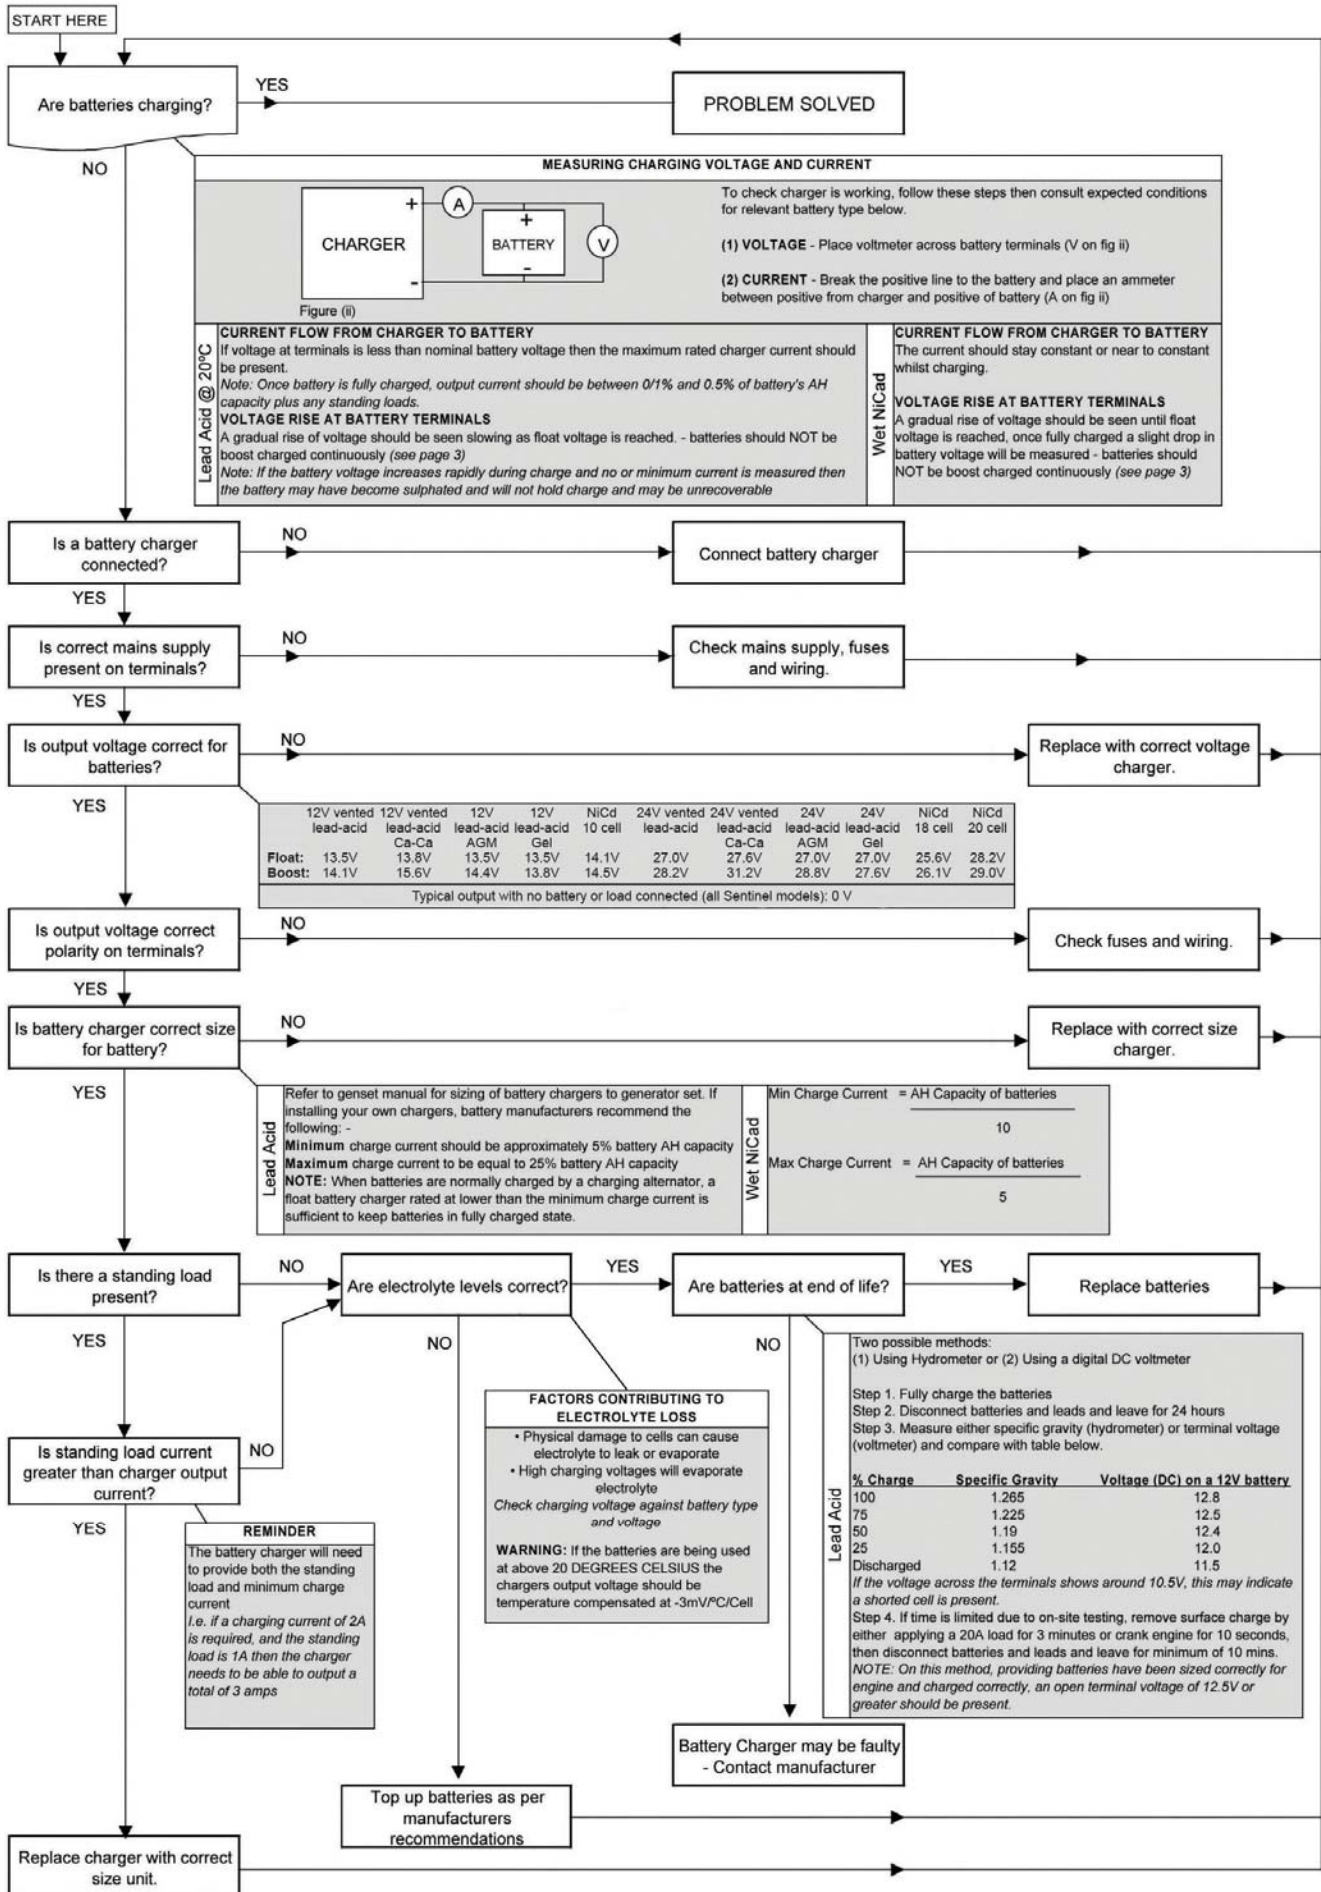 START HERE
Are batteries charging?
YES
PROBLEM SOLVED
NO
MEASURING CHARGING VOLTAGE AND CURRENT
CHARGER
+
-
A
+
BATTERY
-
V
Figure (ii)
To check charger is working, follow these steps then consult expected conditions
for relevant battery type below.
(1) VOLTAGE - Place voltmeter across battery terminals (V on fig ii)
(2) CURRENT - Break the positive line to the battery and place an ammeter
between positive from charger and positive of battery (A on fig ii)
Lead Acid @ 20ºC
CURRENT FLOW FROM CHARGER TO BATTERY
If voltage at terminals is less than nominal battery voltage then the maximum rated charger current should
be present.
Note: Once battery is fully charged, output current should be between 0/1% and 0.5% of battery's AH
capacity plus any standing loads.
VOLTAGE RISE AT BATTERY TERMINALS
A gradual rise of voltage should be seen slowing as float voltage is reached. - batteries should NOT be
boost charged continuously (see page 3)
Note: If the battery voltage increases rapidly during charge and no or minimum current is measured then
the battery may have become sulphated and will not hold charge and may be unrecoverable
Wet NiCad
CURRENT FLOW FROM CHARGER TO BATTERY
The current should stay constant or near to constant
whilst charging.
VOLTAGE RISE AT BATTERY TERMINALS
A gradual rise of voltage should be seen until float
voltage is reached, once fully charged a slight drop in
battery voltage will be measured - batteries should
NOT be boost charged continuously (see page 3)
Is a battery charger
connected?
NO
Connect battery charger
YES
Is correct mains supply
present on terminals?
NO
Check mains supply, fuses
and wiring.
YES
Is output voltage correct for
batteries?
NO
Replace with correct voltage
charger.
YES
12V vented 12V vented 12V 12V NiCd 24V vented 24V vented 24V 24V NiCd NiCd
lead-acid lead-acid lead-acid lead-acid 10 cell lead-acid lead-acid lead-acid lead-acid 18 cell 20 cell
Ca-Ca AGM Gel Ca-Ca AGM Gel
Float: 13.5V 13.8V 13.5V 13.5V 14.1V 27.0V 27.6V 27.0V 27.0V 25.6V 28.2V
Boost: 14.1V 15.6V 14.4V 13.8V 14.5V 28.2V 31.2V 28.8V 27.6V 26.1V 29.0V
Typical output with no battery or load connected (all Sentinel models): 0 V
Is output voltage correct
polarity on terminals?
NO
Check fuses and wiring.
YES
Is battery charger correct size
for battery?
NO
Replace with correct size
charger.
YES
Lead Acid
Refer to genset manual for sizing of battery chargers to generator set. If
installing your own chargers, battery manufacturers recommend the
following: -
Minimum charge current should be approximately 5% battery AH capacity
Maximum charge current to be equal to 25% battery AH capacity
NOTE: When batteries are normally charged by a charging alternator, a
float battery charger rated at lower than the minimum charge current is
sufficient to keep batteries in fully charged state.
Wet NiCad
Min Charge Current = AH Capacity of batteries
10
Max Charge Current = AH Capacity of batteries
5
Is there a standing load
present?
NO
Are electrolyte levels correct?
YES
Are batteries at end of life?
YES
Replace batteries
YES
NO
NO
FACTORS CONTRIBUTING TO
ELECTROLYTE LOSS
• Physical damage to cells can cause
electrolyte to leak or evaporate
• High charging voltages will evaporate
electrolyte
Check charging voltage against battery type
and voltage
WARNING: If the batteries are being used
at above 20 DEGREES CELSIUS the
chargers output voltage should be
temperature compensated at -3mV/ºC/Cell
Lead Acid
Two possible methods:
(1) Using Hydrometer or (2) Using a digital DC voltmeter
Step 1. Fully charge the batteries
Step 2. Disconnect batteries and leads and leave for 24 hours
Step 3. Measure either specific gravity (hydrometer) or terminal voltage
(voltmeter) and compare with table below.
% Charge Specific Gravity Voltage (DC) on a 12V battery
100 1.265 12.8
75 1.225 12.5
50 1.19 12.4
25 1.155 12.0
Discharged 1.12 11.5
If the voltage across the terminals shows around 10.5V, this may indicate
a shorted cell is present.
Step 4. If time is limited due to on-site testing, remove surface charge by
either applying a 20A load for 3 minutes or crank engine for 10 seconds,
then disconnect batteries and leads and leave for minimum of 10 mins.
NOTE: On this method, providing batteries have been sized correctly for
engine and charged correctly, an open terminal voltage of 12.5V or
greater should be present.
Is standing load current
greater than charger output
current?
NO
YES
REMINDER
The battery charger will need
to provide both the standing
load and minimum charge
current
I.e. if a charging current of 2A
is required, and the standing
load is 1A then the charger
needs to be able to output a
total of 3 amps
Battery Charger may be faulty
- Contact manufacturer
Top up batteries as per
manufacturers
recommendations
Replace charger with correct
size unit.